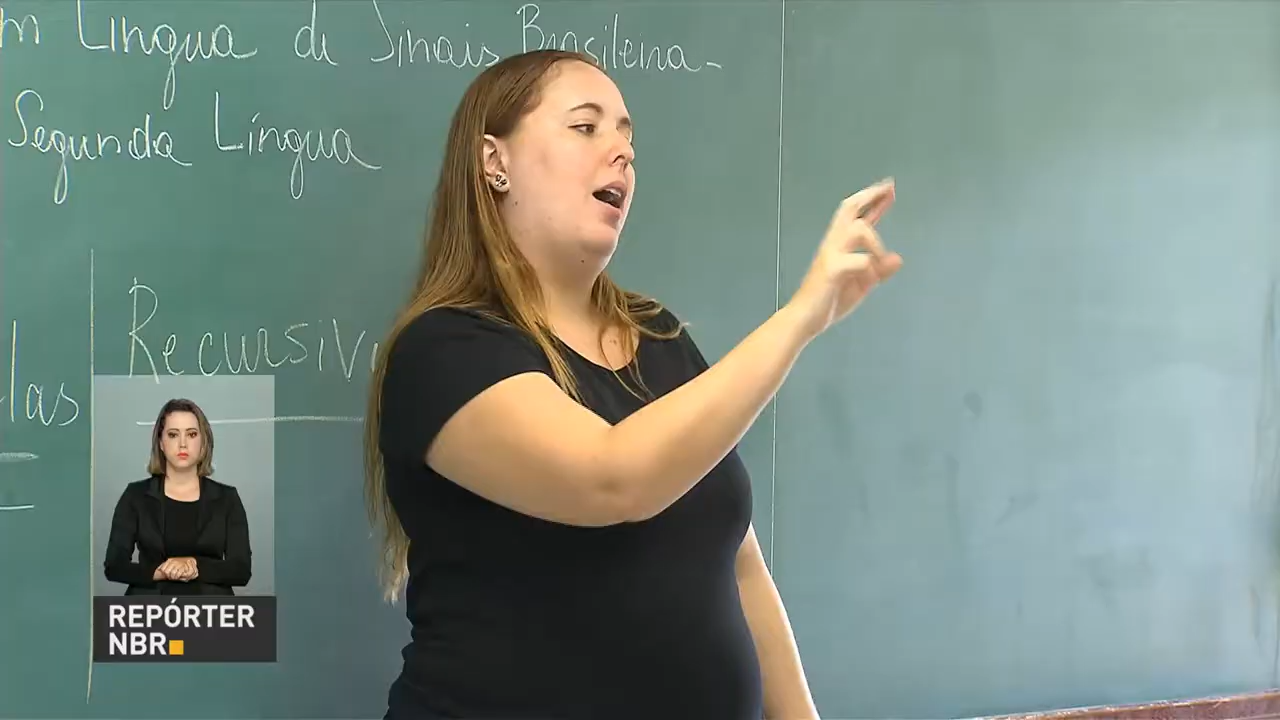 m Língua de Sinais Brasileira -
Segunda Língua
Recursiv
las
REPÓRTER
NBR